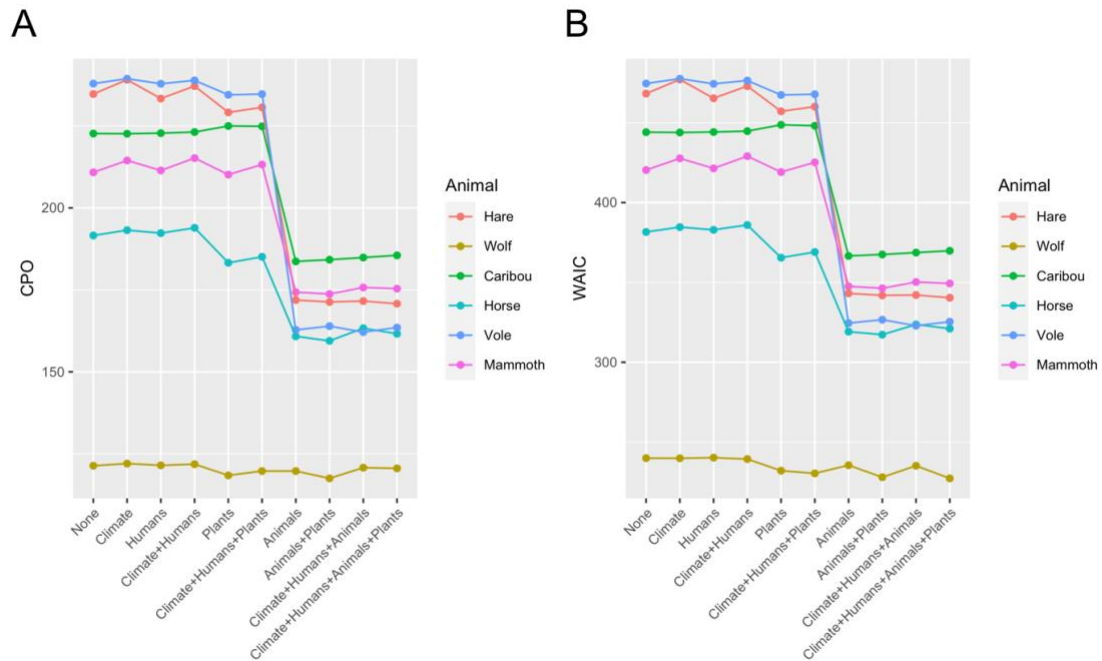 A
CPO
200
150
None
Climate
Humans
Climate+Humans
Plants
Climate+Humans+Plants
Animals
Animals+Plants
Climate+Humans+Animals
Climate+Humans+Animals+Plants
Animal
Hare
Wolf
Caribou
Horse
Vole
Mammoth
B
WAIC
400
300
None
Climate
Humans
Climate+Humans
Plants
Climate+Humans+Plants
Animals
Animals+Plants
Climate+Humans+Animals
Climate+Humans+Animals+Plants
Animal
Hare
Wolf
Caribou
Horse
Vole
Mammoth